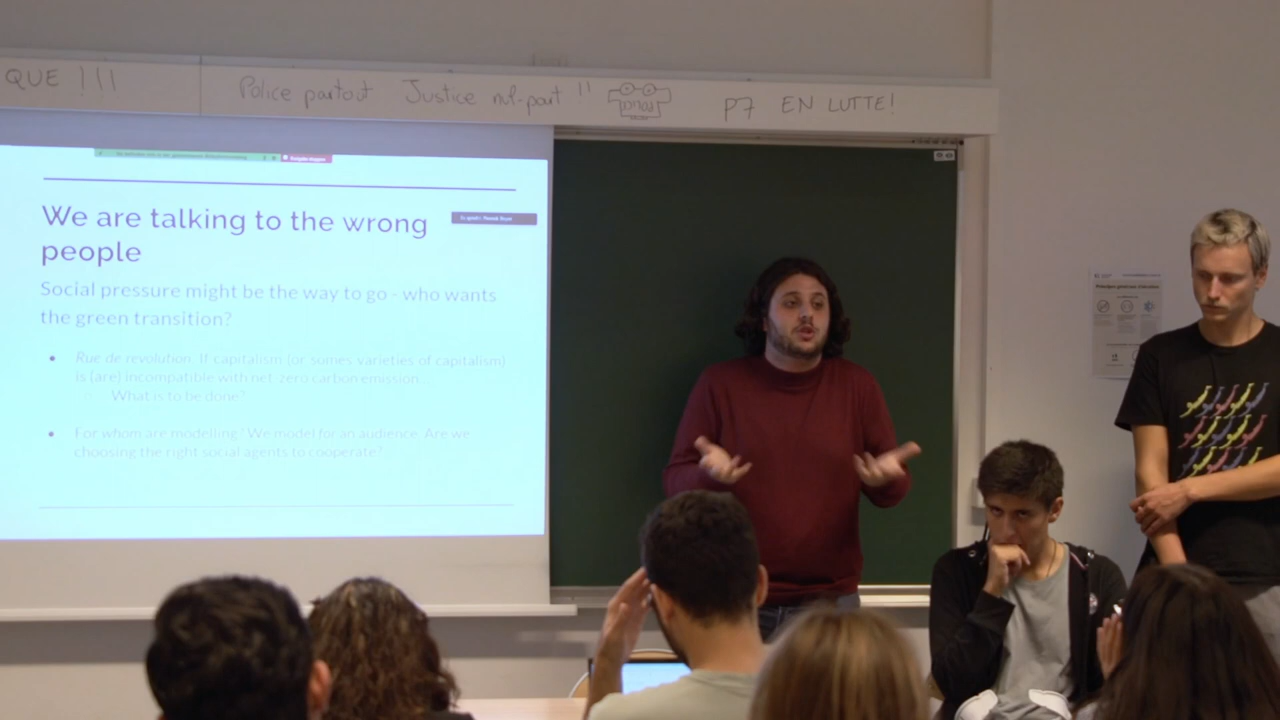 QUE !!!
Police partout Justice nul-part !!
P7 EN LUTTE!
We are talking to the wrong
people
Social pressure might be the way to go - who wants
the green transition?
Rue de revolution. If capitalism (or somes varieties of capitalism)
is (are) incompatible with net-zero carbon emission.
What is to be done?
For whom are modelling? We model for an audience. Are we
choosing the right social agents to cooperate?